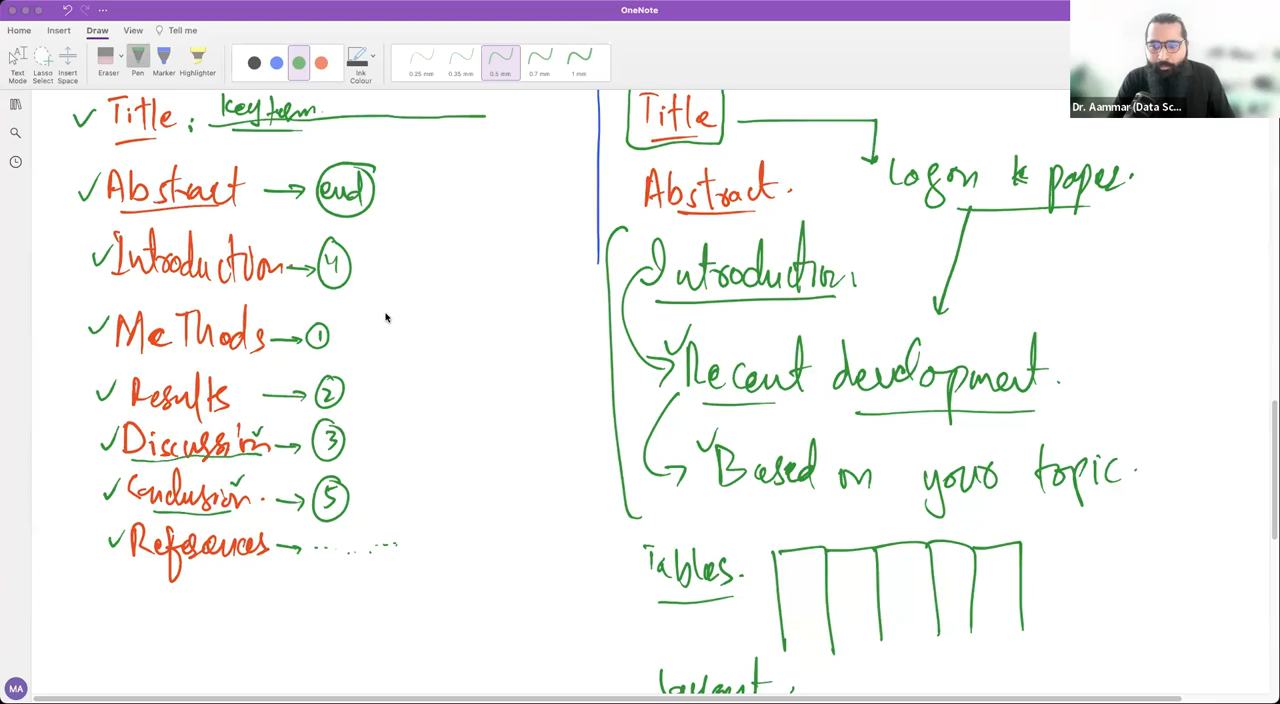 OneNote
Home Insert Draw View Tell me
Text Mode
Lasso Select
Insert Space
Eraser
Pen
Marker
Highlighter
Ink Colour
0.25 mm
0.35 mm
0.5 mm
0.7 mm
1 mm
Dr. Aammar (Data Sc...
Title : Key term
Abstract → end
Introduction → 4
Methods → 1
Results → 2
Discussion → 3
Conclusion. → 5
References → ........
Title
Logon k papes.
Abstract.
Introduction.
Recent development.
Based on your topic.
Tables.
MA